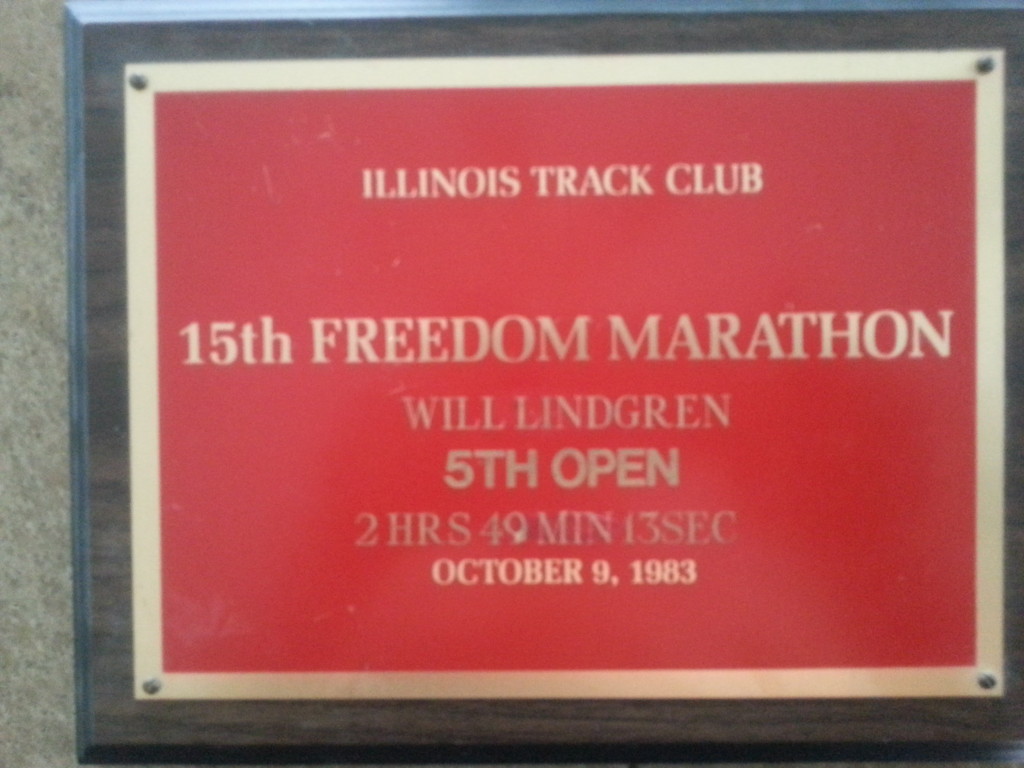 ILLINOIS TRACK CLUB
15th FREEDOM MARATHON
WILL LINDGREN
5TH OPEN
2 HRS 49 MIN 13SEC
OCTOBER 9, 1983